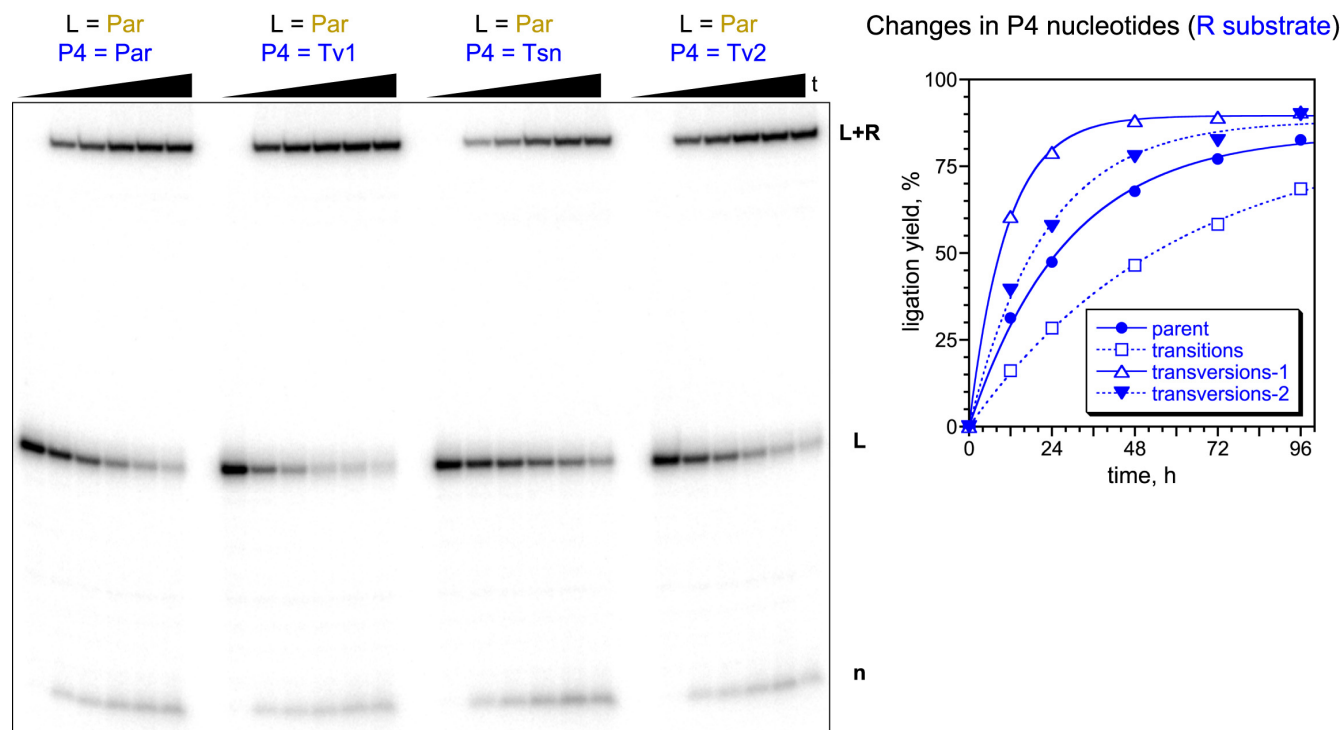 L = Par
P4 = Par
L = Par
P4 = Tv1
L = Par
P4 = Tsn
L = Par
P4 = Tv2
t
L+R
L
n
Changes in P4 nucleotides (R substrate)
100
75
50
25
0
ligation yield, %
parent
transitions
transversions-1
transversions-2
0 24 48 72 96
time, h